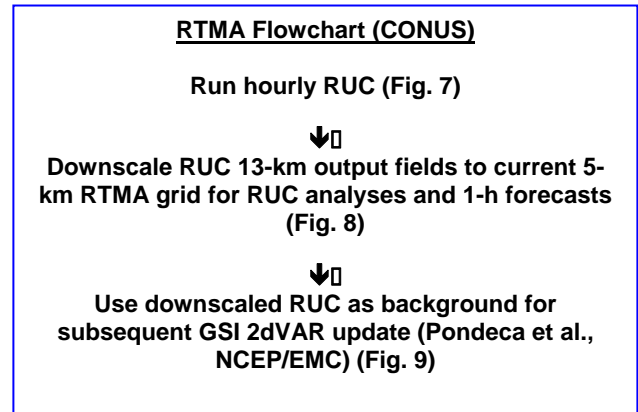 RTMA Flowchart (CONUS)
Run hourly RUC (Fig. 7)
🡻▯
Downscale RUC 13-km output fields to current 5-
km RTMA grid for RUC analyses and 1-h forecasts
(Fig. 8)
🡻▯
Use downscaled RUC as background for
subsequent GSI 2dVAR update (Pondeca et al.,
NCEP/EMC) (Fig. 9)